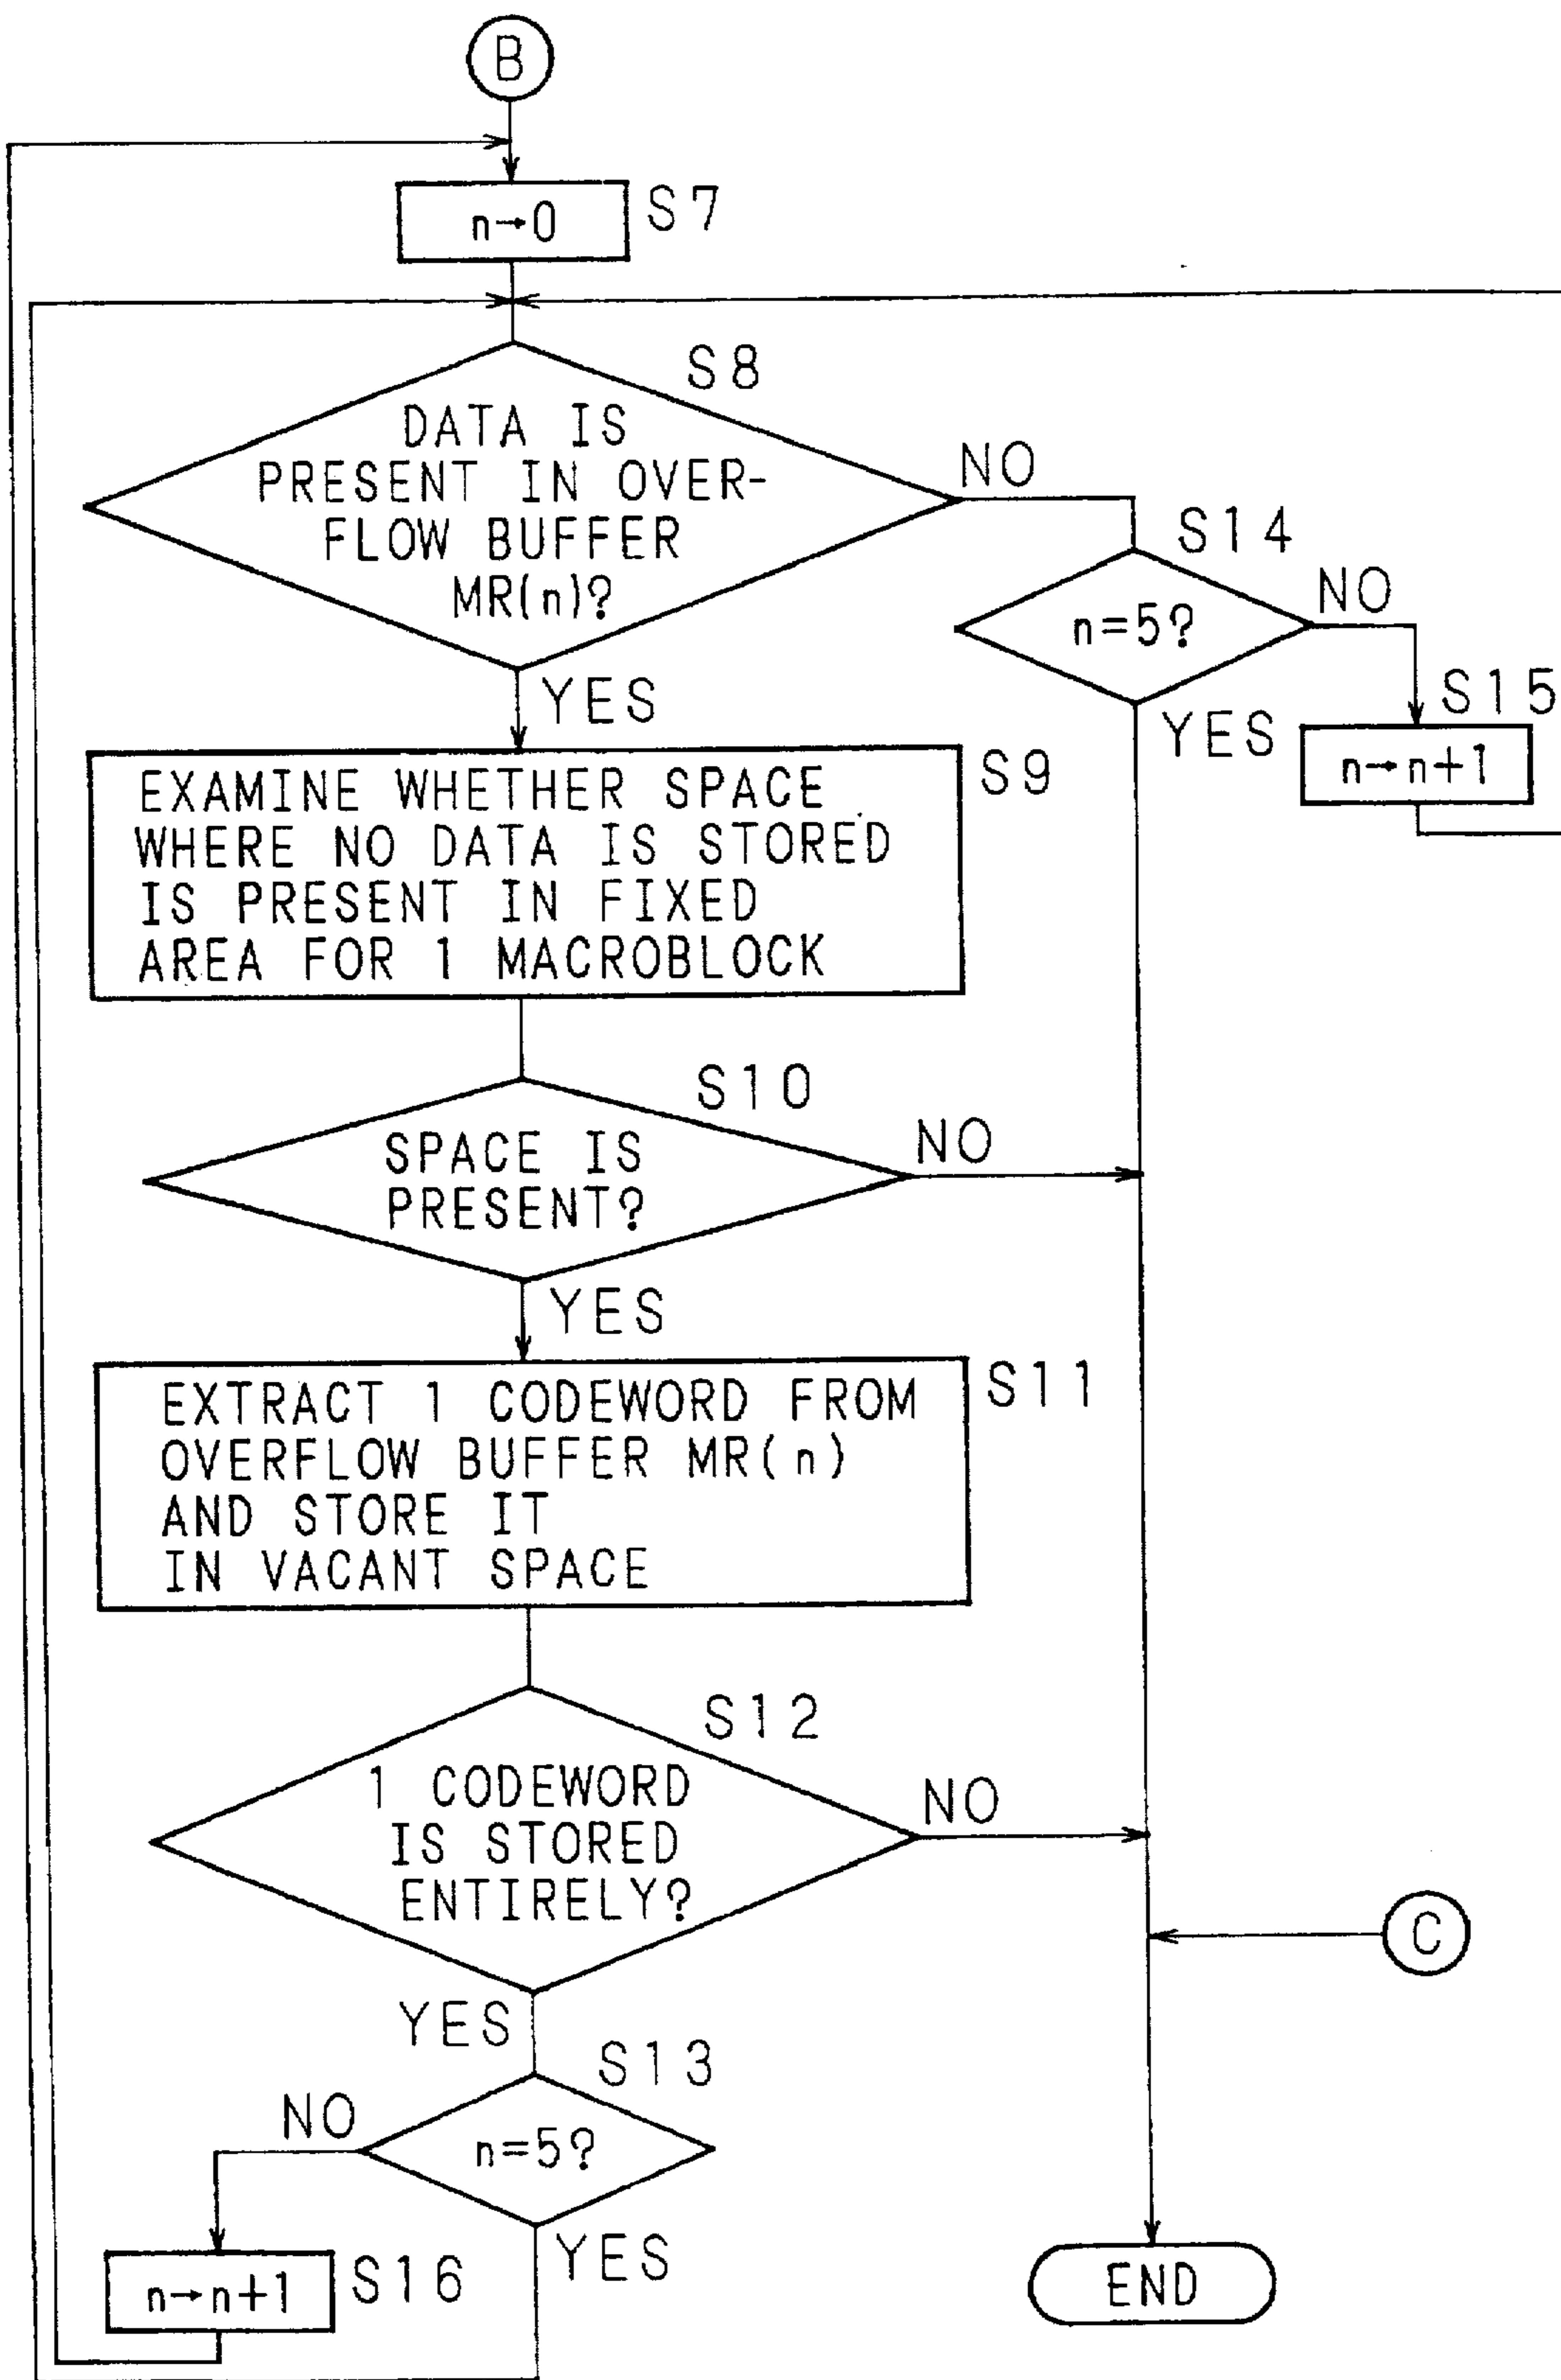 B
n→0
S7
S8
DATA IS
PRESENT IN OVER-
FLOW BUFFER
MR(n)?
NO
YES
S14
n=5?
NO
YES
S15
n→n+1
S9
EXAMINE WHETHER SPACE
WHERE NO DATA IS STORED
IS PRESENT IN FIXED
AREA FOR 1 MACROBLOCK
S10
SPACE IS
PRESENT?
NO
YES
S11
EXTRACT 1 CODEWORD FROM
OVERFLOW BUFFER MR(n)
AND STORE IT
IN VACANT SPACE
S12
1 CODEWORD
IS STORED
ENTIRELY?
NO
C
YES
S13
NO
n=5?
YES
n→n+1
S16
END